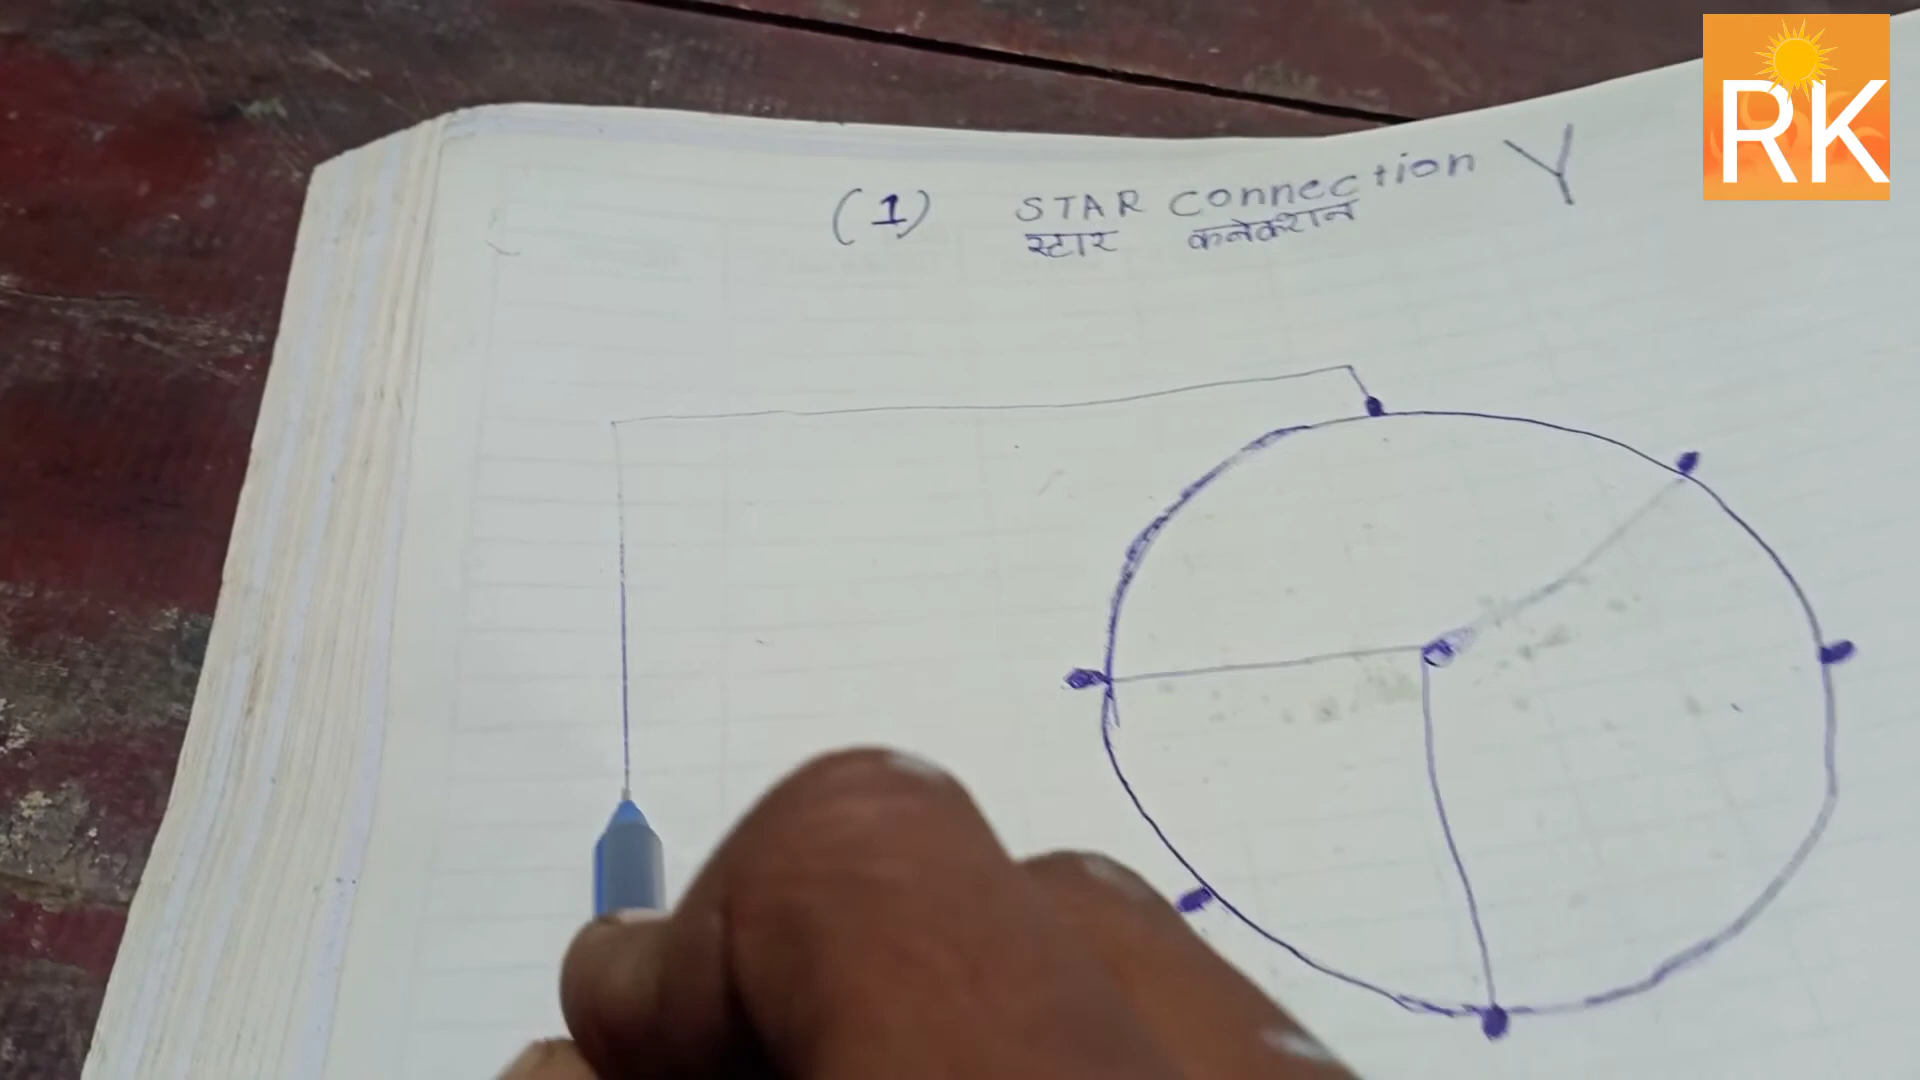 RK
(1) STAR Connection Y
स्टार कनेक्शन